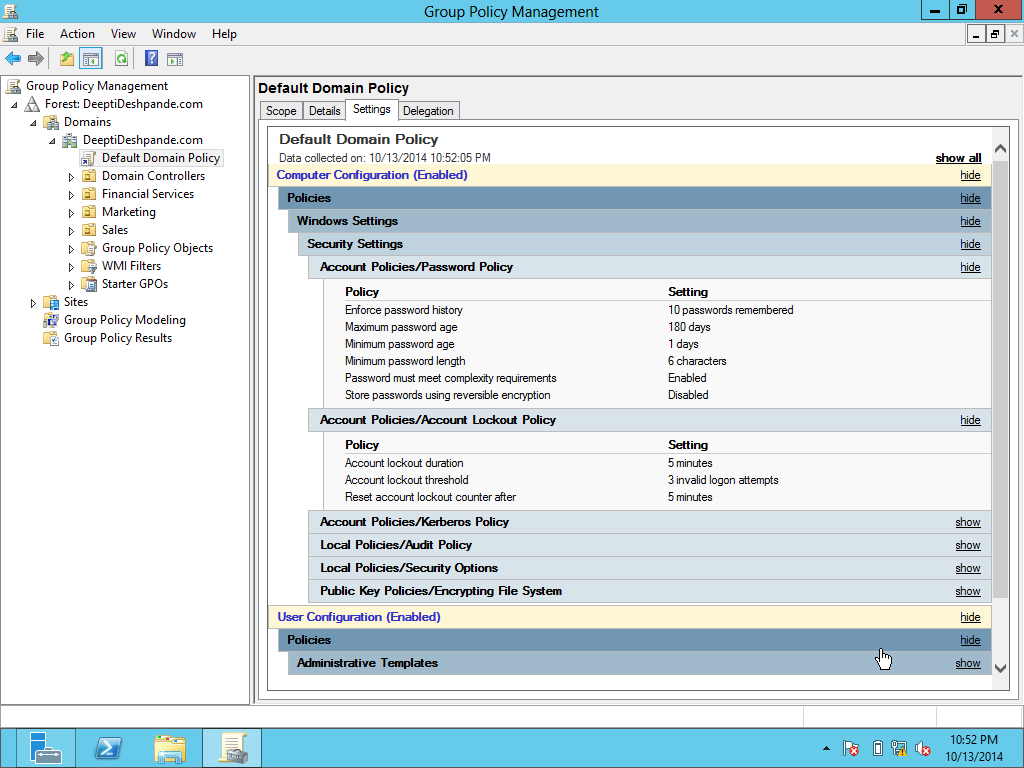 Group Policy Management
File Action View Window Help
Group Policy Management
Forest: DeeptiDeshpande.com
Domains
DeeptiDeshpande.com
Default Domain Policy
Domain Controllers
Financial Services
Marketing
Sales
Group Policy Objects
WMI Filters
Starter GPOs
Sites
Group Policy Modeling
Group Policy Results
Default Domain Policy
Scope Details Settings Delegation
Default Domain Policy
Data collected on: 10/13/2014 10:52:05 PM show all
Computer Configuration (Enabled) hide
Policies hide
Windows Settings hide
Security Settings hide
Account Policies/Password Policy hide
Policy Setting
Enforce password history 10 passwords remembered
Maximum password age 180 days
Minimum password age 1 days
Minimum password length 6 characters
Password must meet complexity requirements Enabled
Store passwords using reversible encryption Disabled
Account Policies/Account Lockout Policy hide
Policy Setting
Account lockout duration 5 minutes
Account lockout threshold 3 invalid logon attempts
Reset account lockout counter after 5 minutes
Account Policies/Kerberos Policy show
Local Policies/Audit Policy show
Local Policies/Security Options show
Public Key Policies/Encrypting File System show
User Configuration (Enabled) hide
Policies hide
Administrative Templates show
10:52 PM
10/13/2014